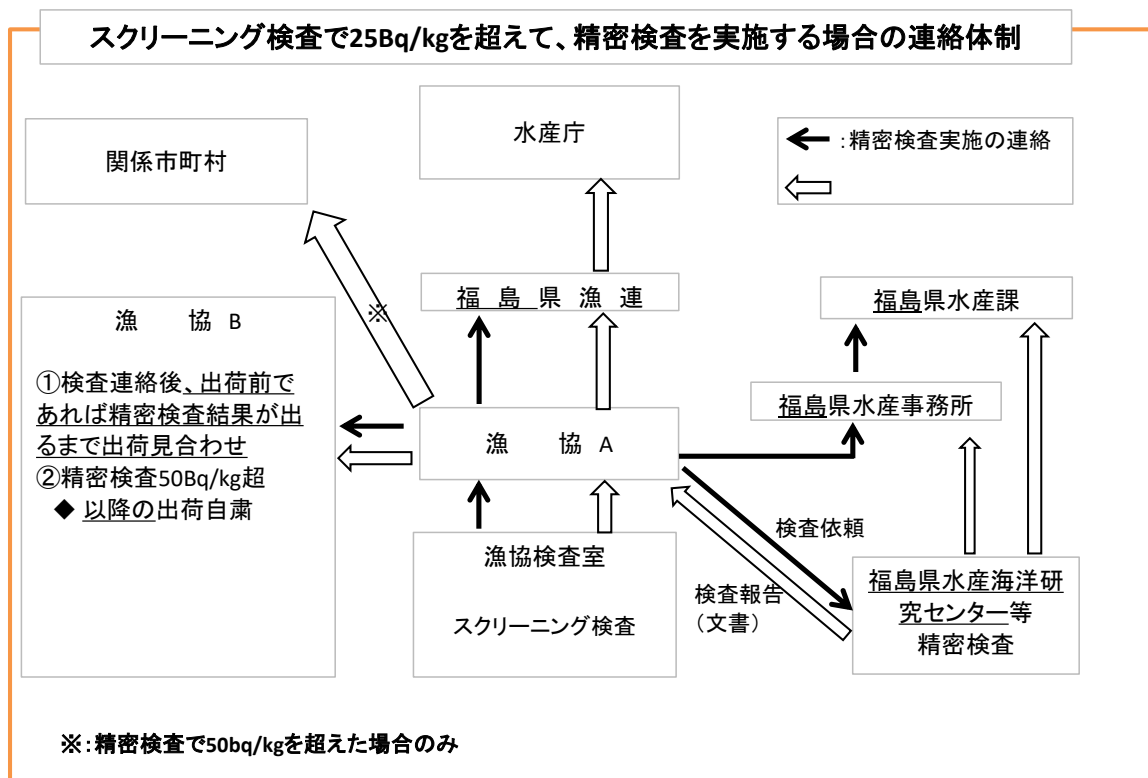 スクリーニング検査で25Bq/kgを超えて、精密検査を実施する場合の連絡体制
関係市町村
水産庁
:精密検査実施の連絡
福島県漁連
福島県水産課
※
漁協B
①検査連絡後、出荷前で
あれば精密検査結果が出
るまで出荷見合わせ
②精密検査50Bq/kg超
◆ 以降の出荷自粛
福島県水産事務所
漁協A
検査依頼
漁協検査室
スクリーニング検査
検査報告
(文書)
福島県水産海洋研
究センター等
精密検査
※:精密検査で50bq/kgを超えた場合のみ